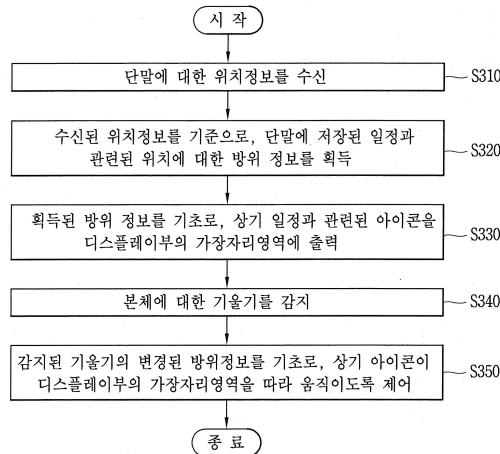 시 작
단말에 대한 위치정보를 수신
S310
수신된 위치정보를 기준으로, 단말에 저장된 일정과
관련된 위치에 대한 방위 정보를 획득
S320
획득된 방위 정보를 기초로, 상기 일정과 관련된 아이콘을
디스플레이부의 가장자리영역에 출력
S330
본체에 대한 기울기를 감지
S340
감지된 기울기의 변경된 방위정보를 기초로, 상기 아이콘이
디스플레이부의 가장자리영역을 따라 움직이도록 제어
S350
종 료